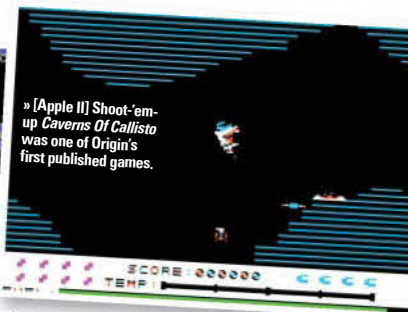 » [Apple II] Shoot-'em-
up Caverns Of Callisto
was one of Origin's
first published games.
SCORE:000000
TEMP: